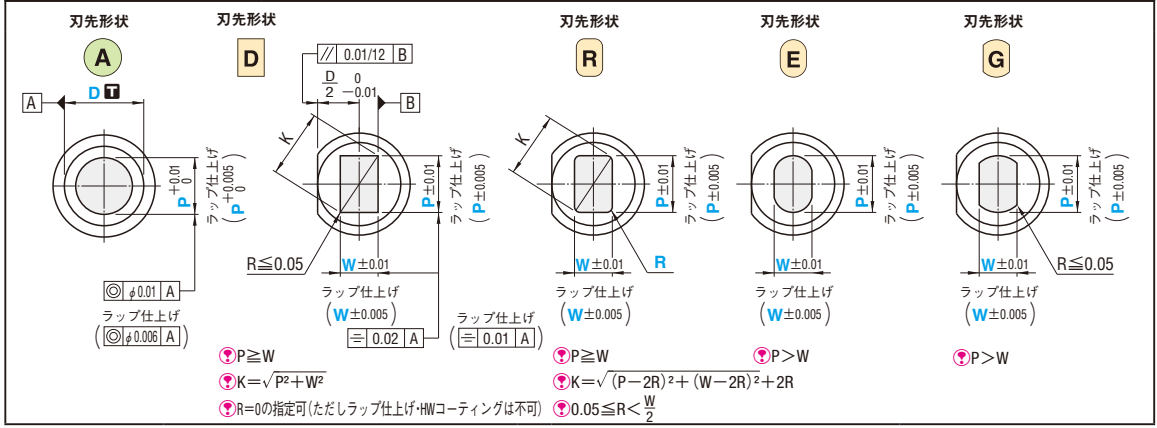 刃先形状
A
D T
A
P +0.01 0
ラップ仕上げ
(P +0.005 0)
◎ φ0.01 A
ラップ仕上げ
(◎ φ0.006 A)
刃先形状
D
// 0.01/12 B
D/2 0 −0.01
B
K
P±0.01
ラップ仕上げ
(P±0.005)
R≦0.05
W±0.01
ラップ仕上げ
(W±0.005)
⌯ 0.02 A
ラップ仕上げ
(⌯ 0.01 A)
P≧W
K=√P²+W²
R=0の指定可(ただしラップ仕上げ・HWコーティングは不可)
刃先形状
R
K
P±0.01
ラップ仕上げ
(P±0.005)
W±0.01
R
ラップ仕上げ
(W±0.005)
P≧W
K=√(P−2R)²+(W−2R)²+2R
0.05≦R<W/2
刃先形状
E
P±0.01
ラップ仕上げ
(P±0.005)
W±0.01
ラップ仕上げ
(W±0.005)
P>W
刃先形状
G
P±0.01
ラップ仕上げ
(P±0.005)
W±0.01
R≦0.05
ラップ仕上げ
(W±0.005)
P>W